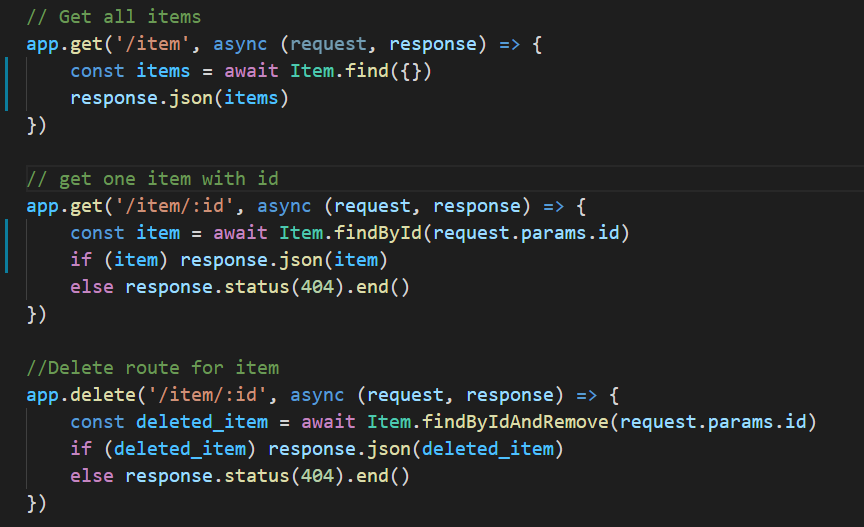 // Get all items
app.get('/item', async (request, response) => {
    const items = await Item.find({})
    response.json(items)
})

// get one item with id
app.get('/item/:id', async (request, response) => {
    const item = await Item.findById(request.params.id)
    if (item) response.json(item)
    else response.status(404).end()
})

//Delete route for item
app.delete('/item/:id', async (request, response) => {
    const deleted_item = await Item.findByIdAndRemove(request.params.id)
    if (deleted_item) response.json(deleted_item)
    else response.status(404).end()
})